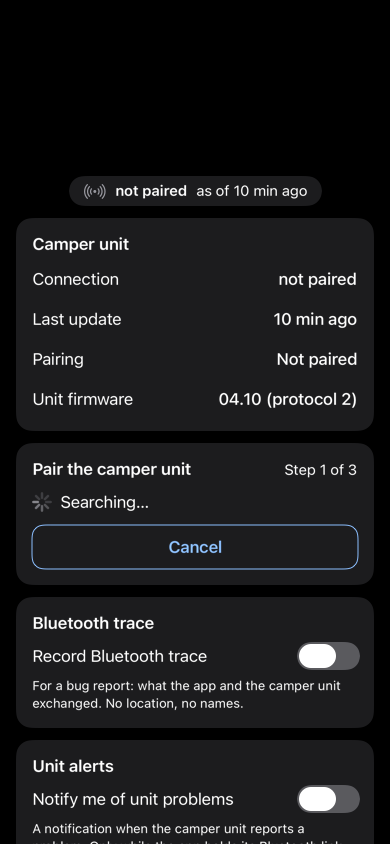 not paired as of 10 min ago
Camper unit
Connection not paired
Last update 10 min ago
Pairing Not paired
Unit firmware 04.10 (protocol 2)
Pair the camper unit Step 1 of 3
Searching...
Cancel
Bluetooth trace
Record Bluetooth trace
For a bug report: what the app and the camper unit
exchanged. No location, no names.
Unit alerts
Notify me of unit problems
A notification when the camper unit reports a